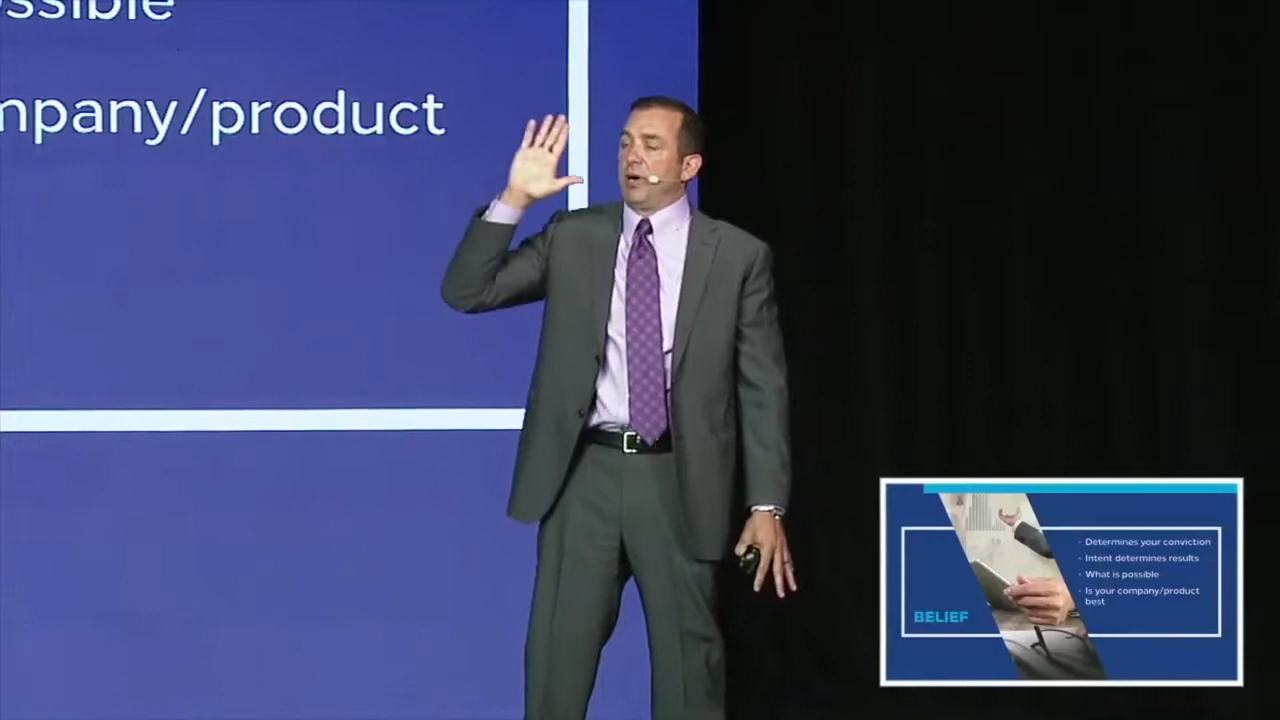 ssible
mpany/product
BELIEF
· Determines your conviction
· Intent determines results
· What is possible
· Is your company/product
best